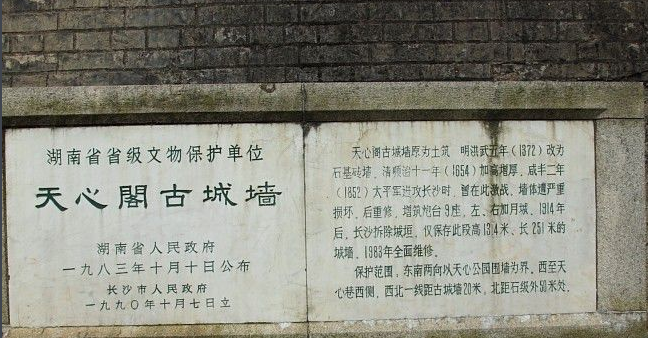 湖南省省级文物保护单位
天心閣古城墙
湖南省人民政府
一九八三年十月十日公布
长沙市人民政府
一九九〇年十月七日立
天心阁古城墙原为土筑 明洪武五年(1372)改为
石基砖墙、清顺治十一年(1654)加高增厚,咸丰二年
(1852)太平军进攻长沙时,曾在此激战、墙体遭严重
损坏、后重修、增筑炮台9座,左、右加月城、1914年
后、长沙拆除城垣,仅保存此段高13.4米、长251米的
城墙、1983年全面维修。
保护范围、东南两向以天心公园围墙为界、西至天
心巷西侧、西北一线距古城墙20米,北距石级外50米处、